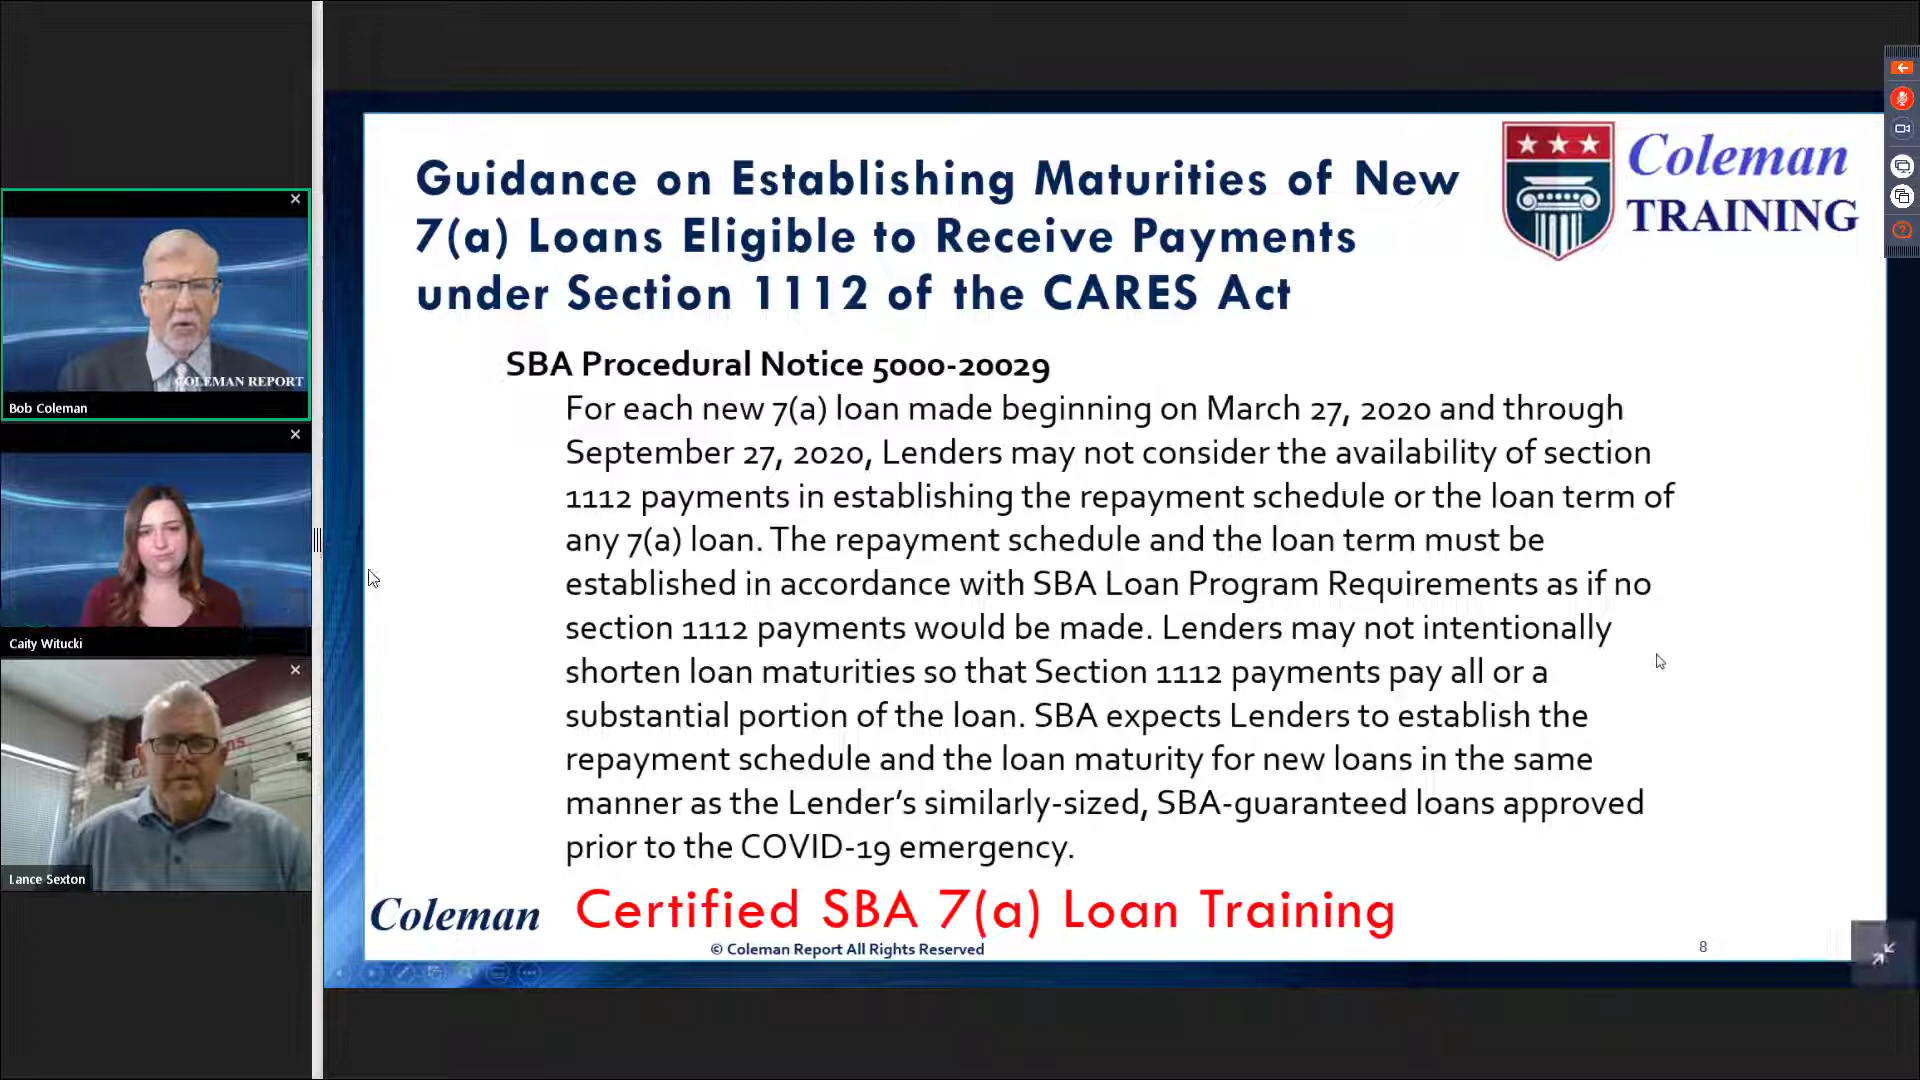 Guidance on Establishing Maturities of New
7(a) Loans Eligible to Receive Payments
under Section 1112 of the CARES Act
Coleman
TRAINING
SBA Procedural Notice 5000-20029
For each new 7(a) loan made beginning on March 27, 2020 and through
September 27, 2020, Lenders may not consider the availability of section
1112 payments in establishing the repayment schedule or the loan term of
any 7(a) loan. The repayment schedule and the loan term must be
established in accordance with SBA Loan Program Requirements as if no
section 1112 payments would be made. Lenders may not intentionally
shorten loan maturities so that Section 1112 payments pay all or a
substantial portion of the loan. SBA expects Lenders to establish the
repayment schedule and the loan maturity for new loans in the same
manner as the Lender's similarly-sized, SBA-guaranteed loans approved
prior to the COVID-19 emergency.
Coleman
Certified SBA 7(a) Loan Training
© Coleman Report All Rights Reserved
8
COLEMAN REPORT
Bob Coleman
Caity Witucki
Lance Sexton